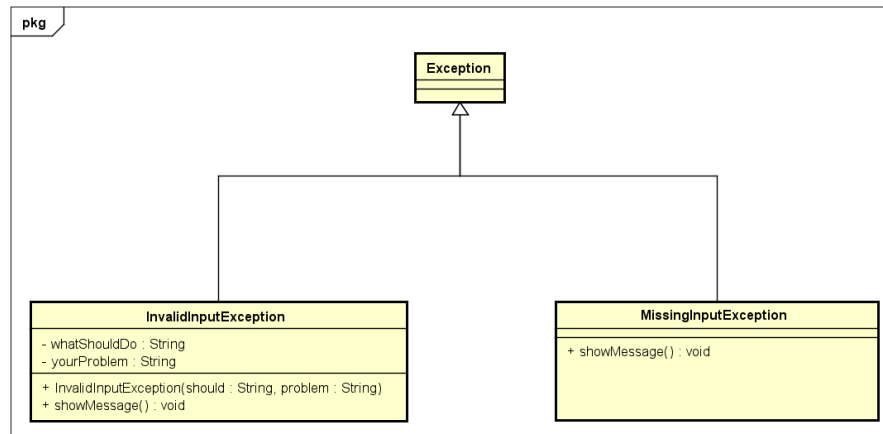 pkg
Exception
InvalidInputException
- whatShouldDo : String
- yourProblem : String
+ InvalidInputException(should : String, problem : String)
+ showMessage() : void
MissingInputException
+ showMessage() : void